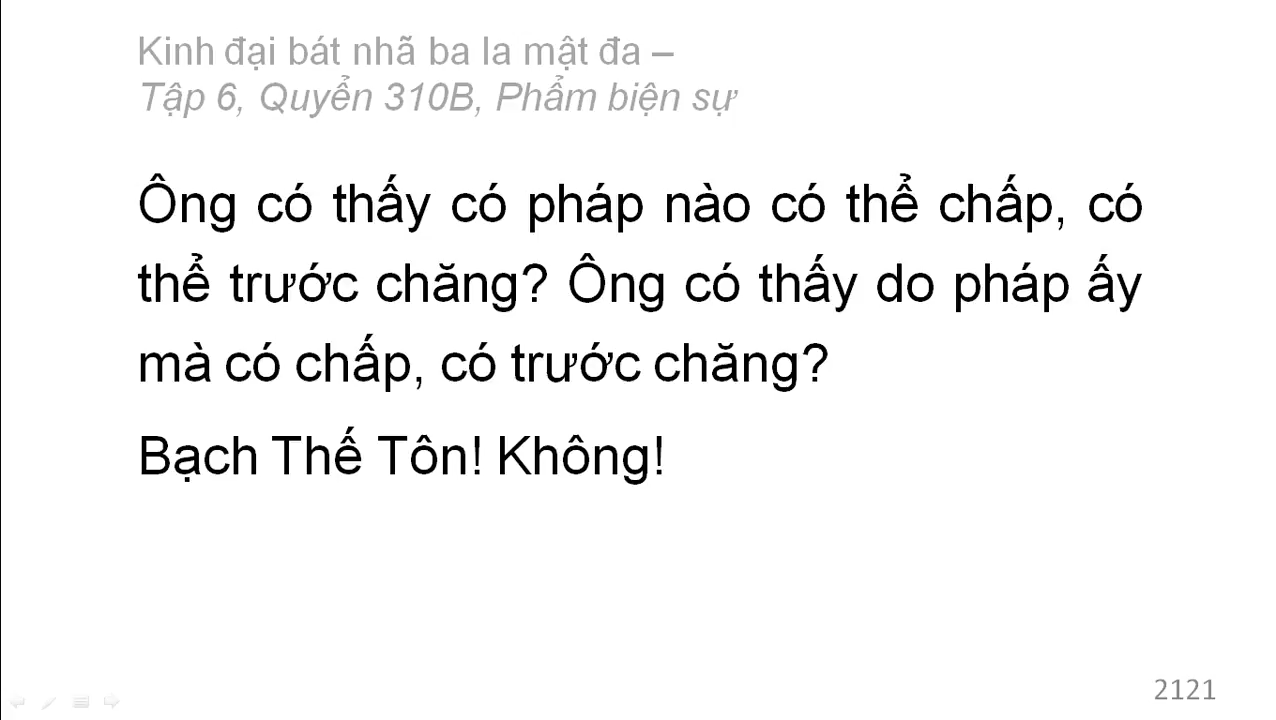 Kinh đại bát nhã ba la mật đa –
Tập 6, Quyển 310B, Phẩm biện sự
Ông có thấy có pháp nào có thể chấp, có
thể trước chăng? Ông có thấy do pháp ấy
mà có chấp, có trước chăng?
Bạch Thế Tôn! Không!
2121